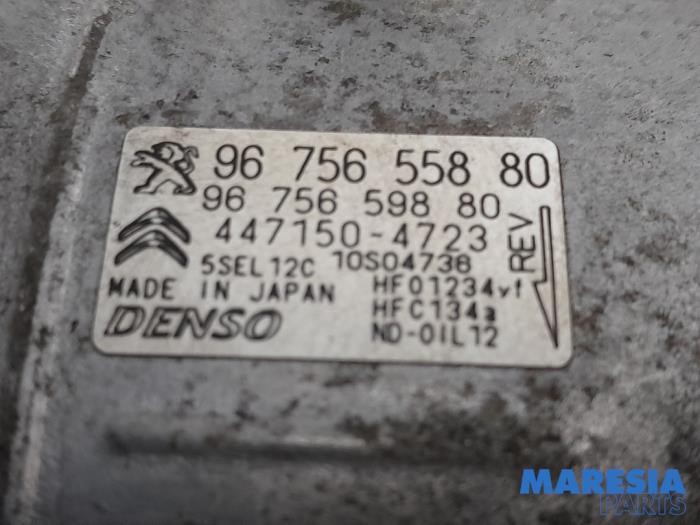 96 756 558 80
96 756 598 80
447150-4723
5SEL12C 10S04738
MADE IN JAPAN HF01234yf
DENSO HFC134a
ND-OIL12
REV
MARESIA
PARTS